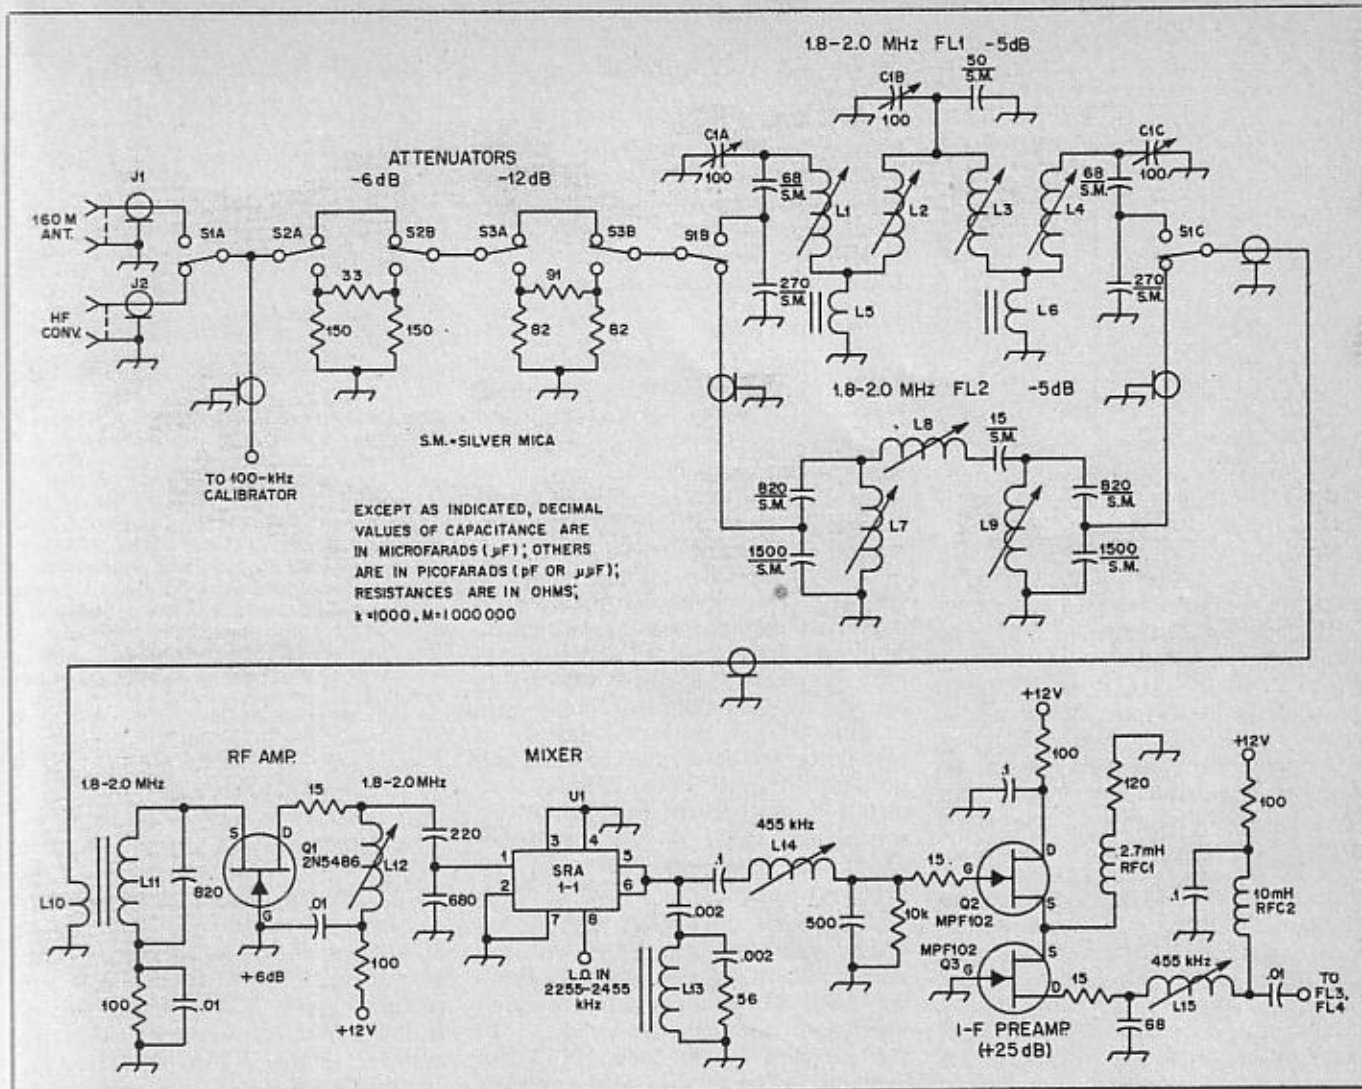 1.8-2.0 MHz FL1 -5dB
50
S.M.
C1B
100
C1A
100
C1C
100
ATTENUATORS
-6dB
-12dB
J1
160 M
ANT.
S1A
S2A
S2B
S3A
S3B
S1B
68
S.M.
L1
L2
L3
L4
68
S.M.
S1C
J2
HF
CONV.
33
150
150
91
82
82
270
S.M.
L5
L6
270
S.M.
1.8-2.0 MHz FL2 -5dB
TO 100-kHz
CALIBRATOR
S.M.=SILVER MICA
L8
15
S.M.
820
S.M.
L7
L9
820
S.M.
1500
S.M.
1500
S.M.
EXCEPT AS INDICATED, DECIMAL
VALUES OF CAPACITANCE ARE
IN MICROFARADS (μF); OTHERS
ARE IN PICOFARADS (pF OR μμF);
RESISTANCES ARE IN OHMS;
k=1000, M=1000000
RF AMP.
MIXER
1.8-2.0 MHz
15
1.8-2.0 MHz
S
D
Q1
2N5486
G
L10
L11
820
L12
.01
+6dB
100
.01
100
+12V
220
680
U1
3
4
1
2
SRA
1-1
5
6
7
8
L.O. IN
2255-2455
kHz
.002
L13
.002
56
.1
455 kHz
L14
500
10k
15
+12V
100
.1
D
G
S
Q2
MPF102
MPF102
Q3
G
S
D
120
2.7mH
RFC1
I-F PREAMP.
(+25dB)
15
68
455 kHz
L15
+12V
100
.1
10mH
RFC2
.01
TO
FL3,
FL4